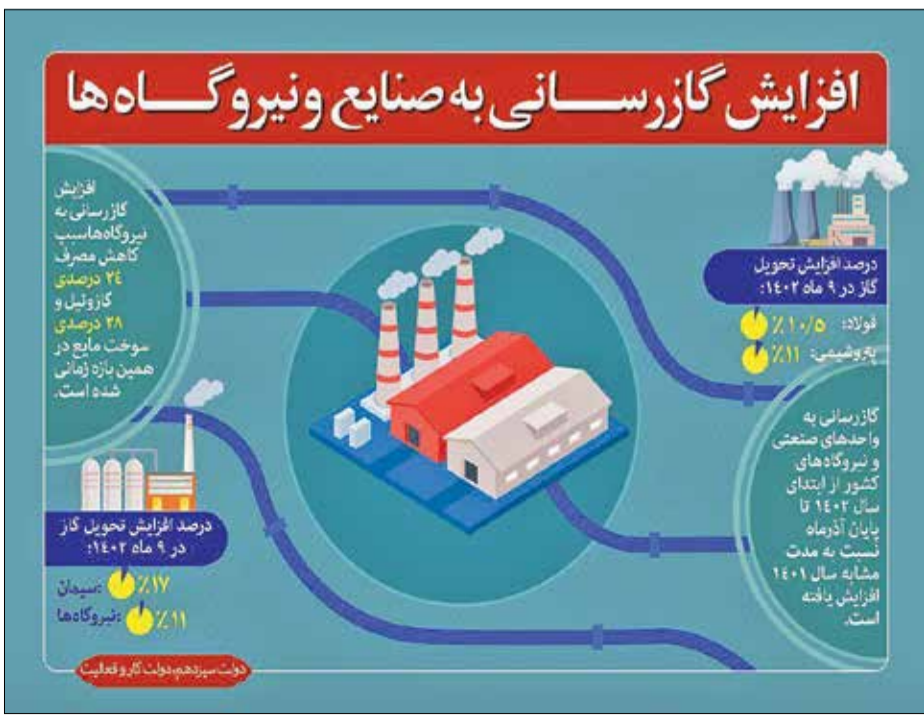 افزایش گازرسانی به صنایع و نیروگاه‌ها
درصد افزایش تحویل
گاز در ۹ ماه ۱۴۰۲:
فولاد: ٪۱۰/۵
پتروشیمی: ٪۱۱
گازرسانی به
واحدهای صنعتی
و نیروگاه‌های
کشور از ابتدای
سال ۱۴۰۲ تا
پایان آذرماه
نسبت به مدت
مشابه سال ۱۴۰۱
افزایش یافته
است.
افزایش
گازرسانی به
نیروگاه‌ها سبب
کاهش مصرف
۲۴ درصدی
گازوئیل و
۲۸ درصدی
سوخت مایع در
همین بازه زمانی
شده است.
درصد افزایش تحویل گاز
در ۹ ماه ۱۴۰۲:
سیمان: ٪۱۷
نیروگاه‌ها: ٪۱۱
دولت سیزدهم، دولت کار و فعالیت